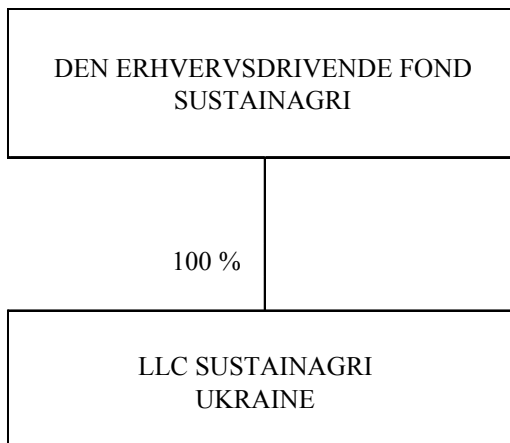 DEN ERHVERVSDRIVENDE FOND
SUSTAINAGRI
100 %
LLC SUSTAINAGRI
UKRAINE